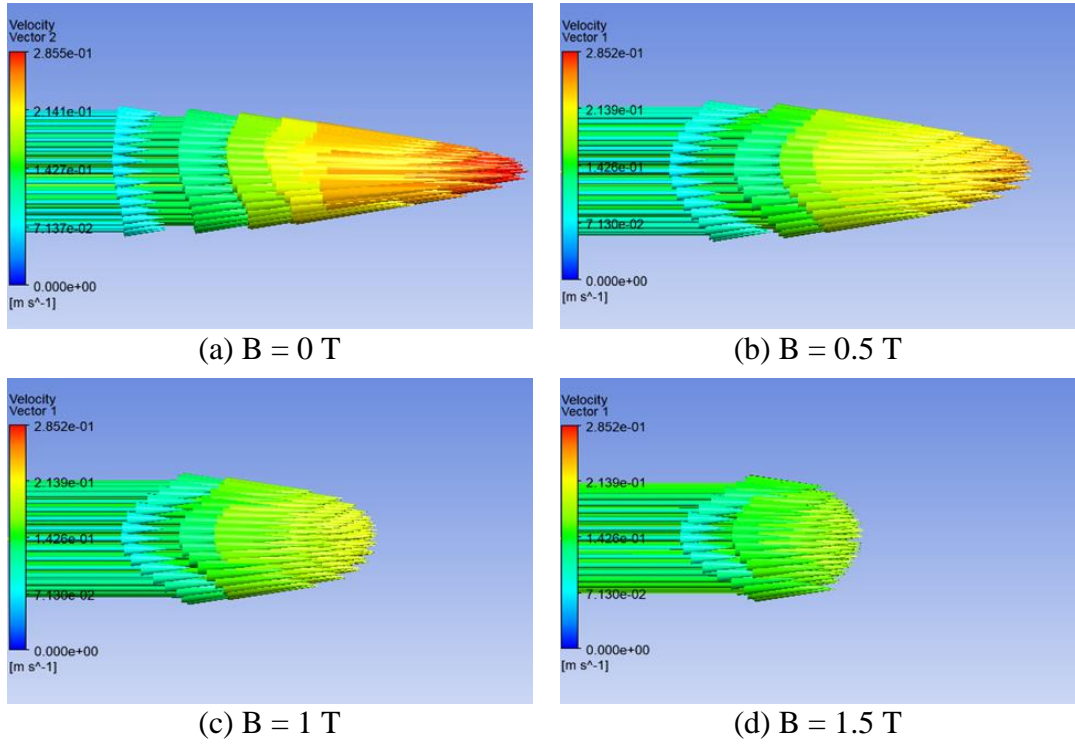 Velocity
Vector 2
2.855e-01
2.141e-01
1.427e-01
7.137e-02
0.000e+00
[m s^-1]
(a) B = 0 T
Velocity
Vector 1
2.852e-01
2.139e-01
1.426e-01
7.130e-02
0.000e+00
[m s^-1]
(b) B = 0.5 T
Velocity
Vector 1
2.852e-01
2.139e-01
1.426e-01
7.130e-02
0.000e+00
[m s^-1]
(c) B = 1 T
Velocity
Vector 1
2.852e-01
2.139e-01
1.426e-01
7.130e-02
0.000e+00
[m s^-1]
(d) B = 1.5 T